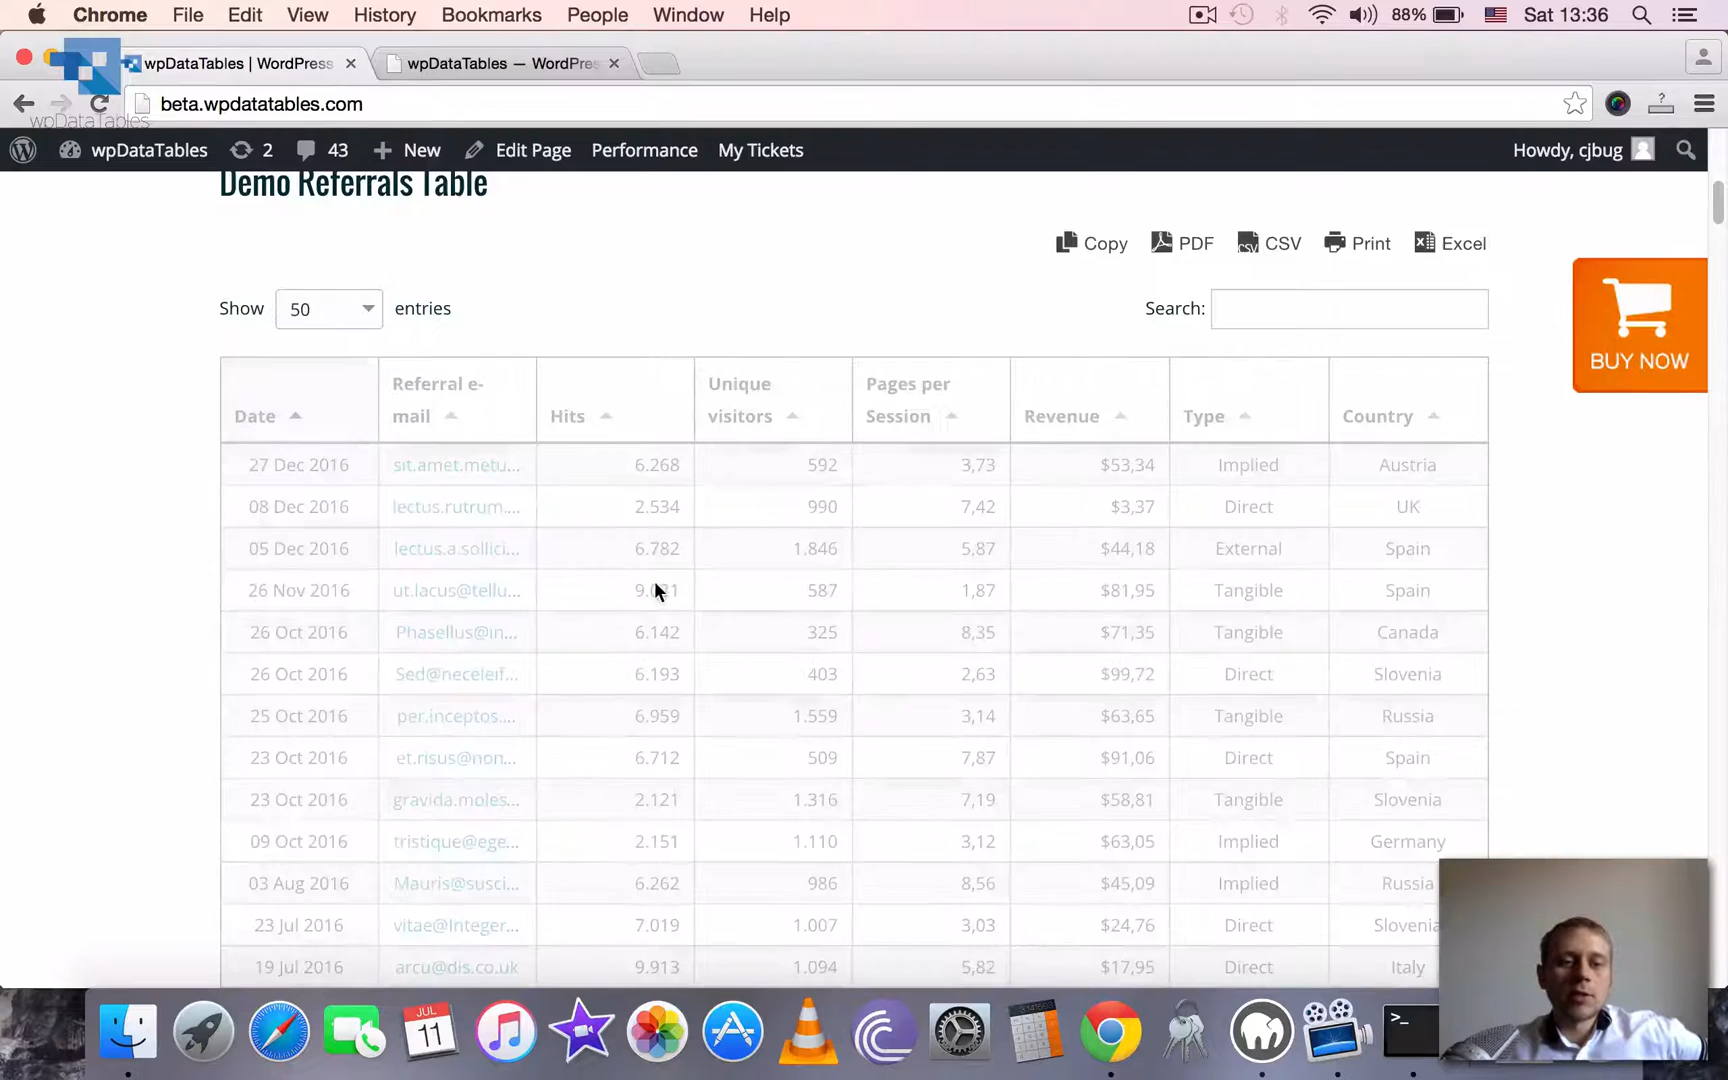 Chrome File Edit View History Bookmarks People Window Help 88% Sat 13:36
wpDataTables | WordPress wpDataTables — WordPres
beta.wpdatatables.com
wpDataTables
wpDataTables 2 43 New Edit Page Performance My Tickets Howdy, cjbug
Demo Referrals Table
Copy PDF CSV Print Excel
Show 50 entries Search:
BUY NOW
Date Referral e-mail Hits Unique visitors Pages per Session Revenue Type Country
27 Dec 2016 sit.amet.metu... 6.268 592 3,73 $53,34 Implied Austria
08 Dec 2016 lectus.rutrum.... 2.534 990 7,42 $3,37 Direct UK
05 Dec 2016 lectus.a.sollici... 6.782 1.846 5,87 $44,18 External Spain
26 Nov 2016 ut.lacus@tellu... 587 1,87 $81,95 Tangible Spain
26 Oct 2016 Phasellus@in... 6.142 325 8,35 $71,35 Tangible Canada
26 Oct 2016 Sed@neceleif... 6.193 403 2,63 $99,72 Direct Slovenia
25 Oct 2016 per.inceptos.... 6.959 1.559 3,14 $63,65 Tangible Russia
23 Oct 2016 et.risus@non... 6.712 509 7,87 $91,06 Direct Spain
23 Oct 2016 gravida.moles... 2.121 1.316 7,19 $58,81 Tangible Slovenia
09 Oct 2016 tristique@ege... 2.151 1.110 3,12 $63,05 Implied Germany
03 Aug 2016 Mauris@susci... 6.262 986 8,56 $45,09 Implied Russia
23 Jul 2016 vitae@Integer... 7.019 1.007 3,03 $24,76 Direct Slovenia
19 Jul 2016 arcu@dis.co.uk 9.913 1.094 5,82 $17,95 Direct Italy
JUL
11